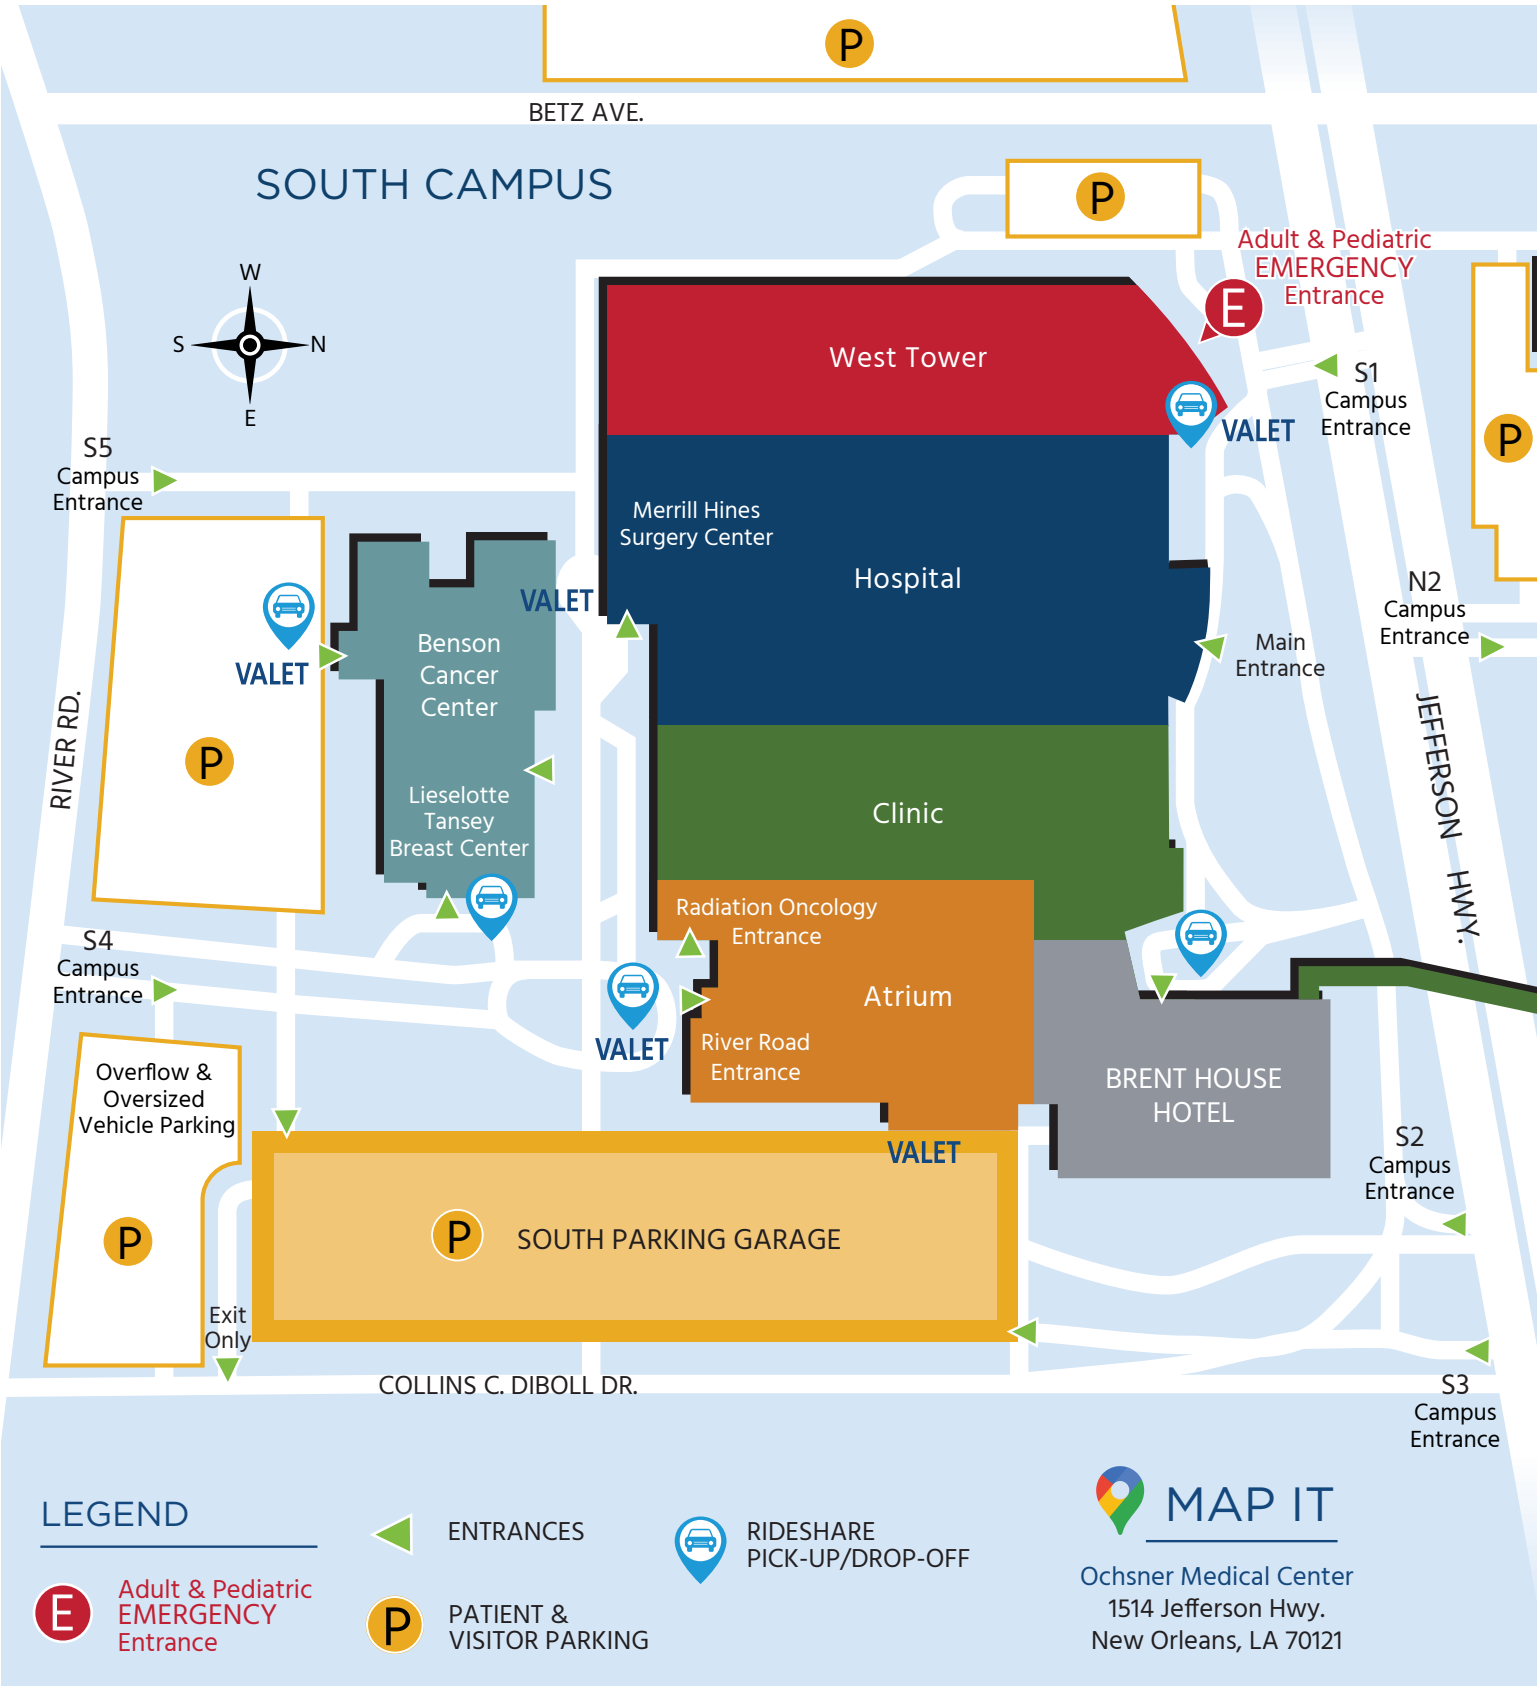 P
BETZ AVE.
SOUTH CAMPUS
P
W
S
N
E
Adult & Pediatric
EMERGENCY
Entrance
E
West Tower
S1
Campus
Entrance
VALET
P
S5
Campus
Entrance
Merrill Hines
Surgery Center
Hospital
VALET
N2
Campus
Entrance
Main
Entrance
Benson
Cancer
Center
VALET
RIVER RD.
P
JEFFERSON HWY.
Lieselotte
Tansey
Breast Center
Clinic
Radiation Oncology
Entrance
S4
Campus
Entrance
Atrium
VALET
River Road
Entrance
BRENT HOUSE
HOTEL
Overflow &
Oversized
Vehicle Parking
P
VALET
S2
Campus
Entrance
P
SOUTH PARKING GARAGE
Exit
Only
COLLINS C. DIBOLL DR.
S3
Campus
Entrance
LEGEND
E
Adult & Pediatric
EMERGENCY
Entrance
ENTRANCES
P
PATIENT &
VISITOR PARKING
RIDESHARE
PICK-UP/DROP-OFF
MAP IT
Ochsner Medical Center
1514 Jefferson Hwy.
New Orleans, LA 70121